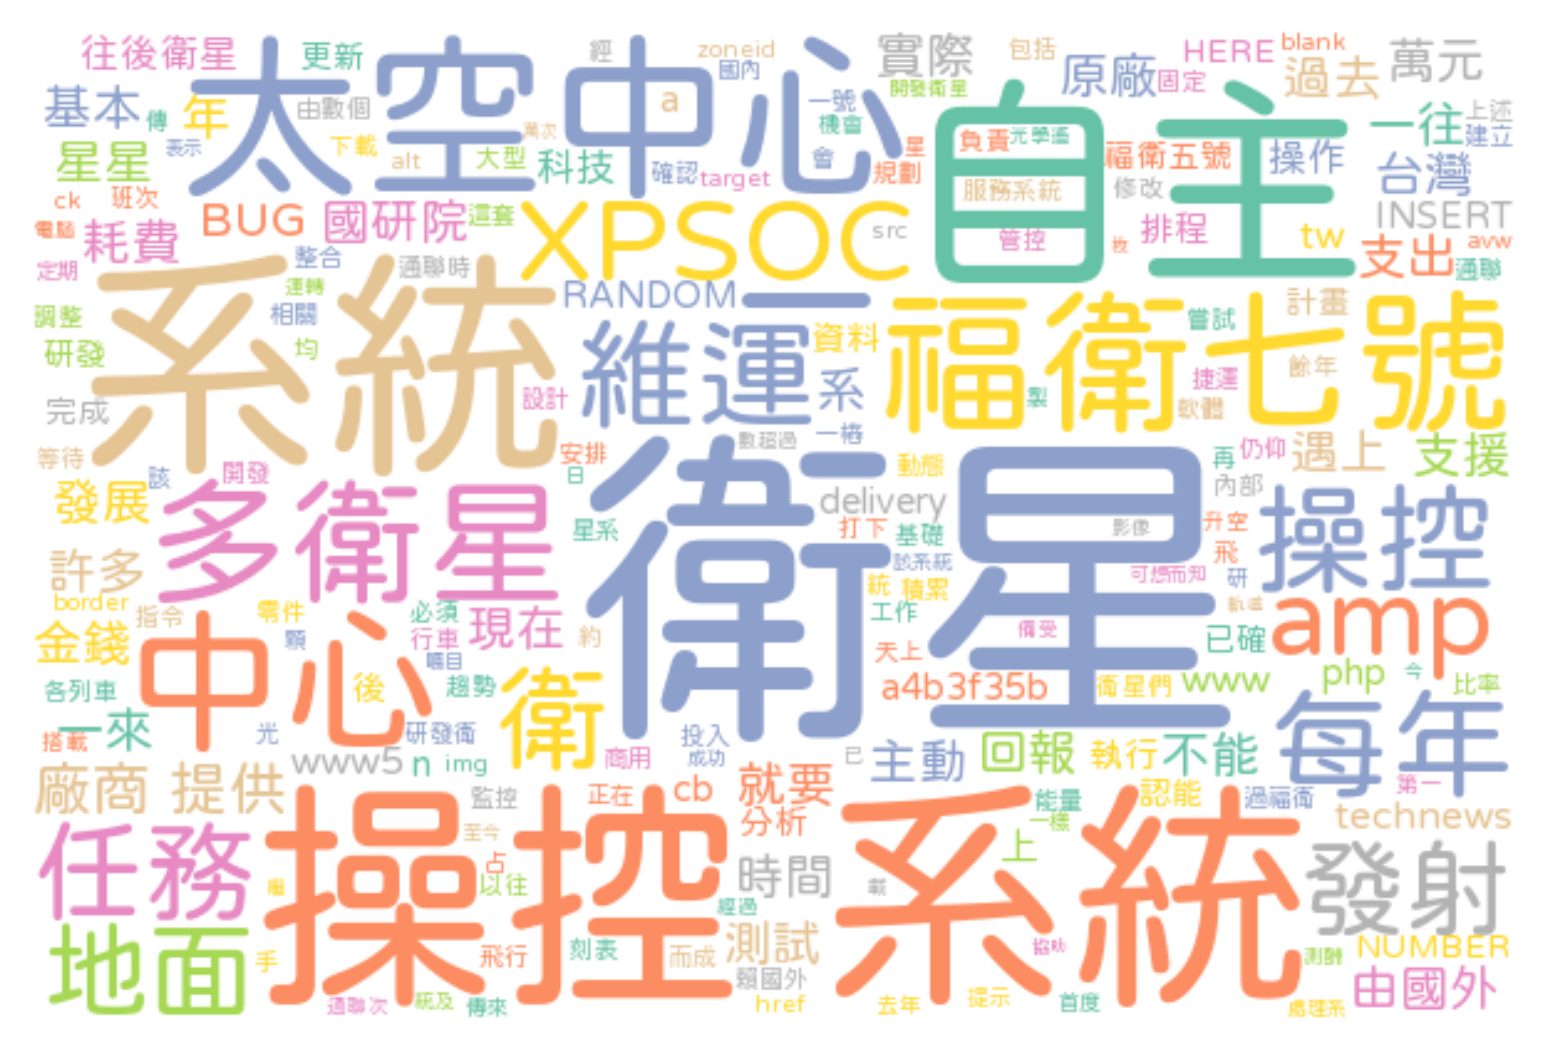 往後衛星
更新
太空中心
經
zoneid
國內
a
一號
機會
實際
開發衛星
包括
原廠
HERE
固定
blank
過去
萬元
基本
傳
年
由數個
表示
下載
alt
萬次
大型
星星
科技
確認
target
會
星
規劃
自主
負責
福衛五號
服務系統
修改
管控
操作
一往
上述
建立
台灣
INSERT
ck
班次
電腦
耗費
定期
BUG
國研院
這套
整合
通聯時
XPSOC
src
枚
排程
tw
支出
avw
通聯
系統
運轉
相關
調整
研發
均
完成
RANDOM
一
維運
資料
系
設計
福衛七號
嘗試
計畫
製
捷運
軟體
餘年
等待
該
開發
發展
多衛星
安排
日
星系
數超過
一樁
衛星
動態
delivery
打下
基礎
該系統
統
積累
工作
影像
可想而知
備受
再
仍仰
內部
遇上
支援
升空
飛
研
軌道
操控
許多
border
指令
零件
必須
行車
現在
約
金錢
中心
顆
矚目
後
趨勢
衛
各列車
一來
搭載
光
研發衛
天上
a4b3f35b
衛星們
www
已確
amp
php
今
比率
廠商
提供
www5
n
img
商用
投入
成功
已
主動
回報
執行
不能
每年
第一
監控
正在
cb
就要
分析
能量
一樣
認能
過福衛
technews
任務
操控
系統
至今
占
以往
繼
時間
經過
載
上
發射
地面
手
飛行
刻表
而成
測試
賴國外
href
協助
NUMBER
測離
由國外
通聯次
統及
傳來
去年
提示
首度
處理系